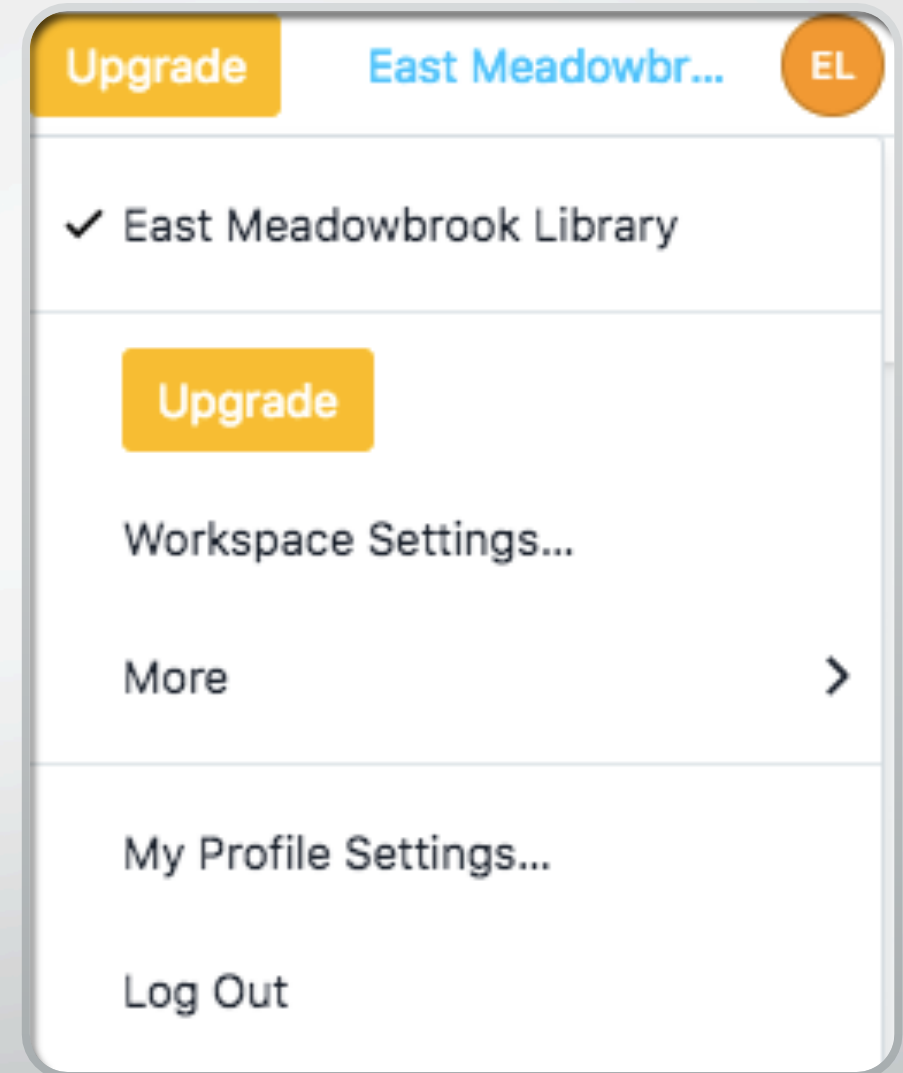 Upgrade East Meadowbr... EL
East Meadowbrook Library
Upgrade
Workspace Settings...
More
My Profile Settings...
Log Out